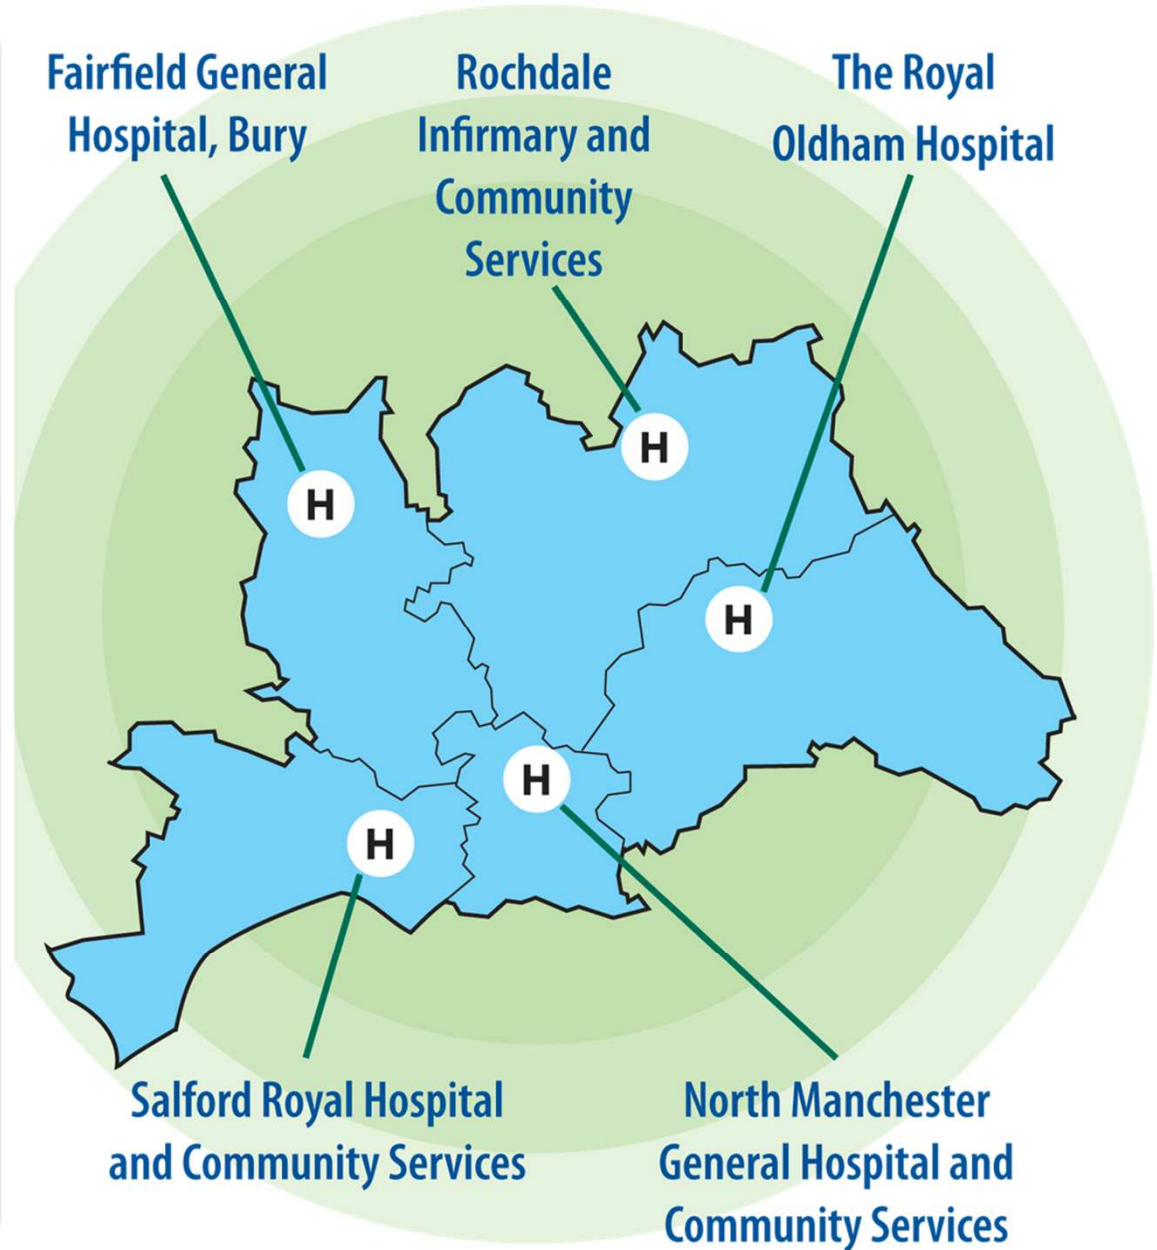 Fairfield General
Hospital, Bury
Rochdale
Infirmary and
Community
Services
The Royal
Oldham Hospital
H
H
H
H
H
Salford Royal Hospital
and Community Services
North Manchester
General Hospital and
Community Services